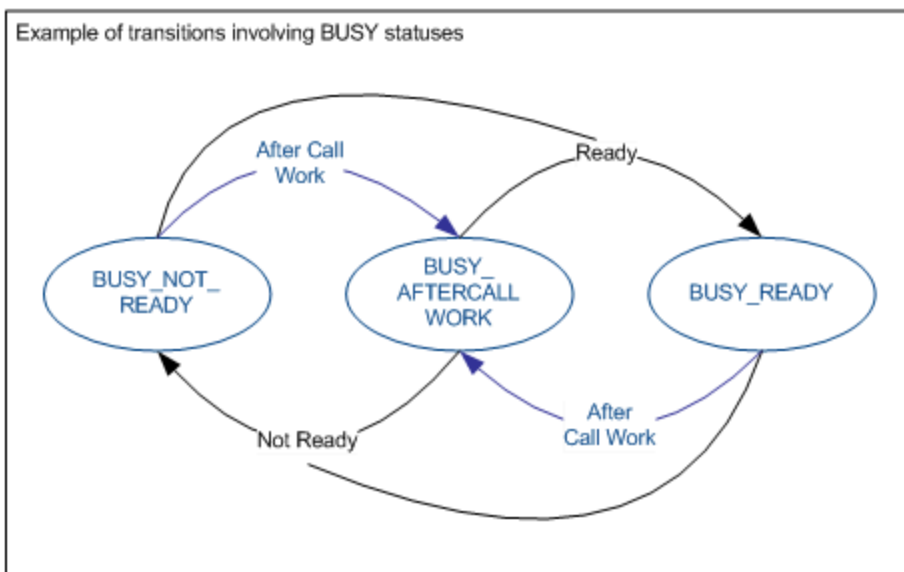 Example of transitions involving BUSY statuses
After Call
Work
Ready
BUSY_NOT_
READY
BUSY_
AFTERCALL
WORK
BUSY_READY
Not Ready
After
Call Work